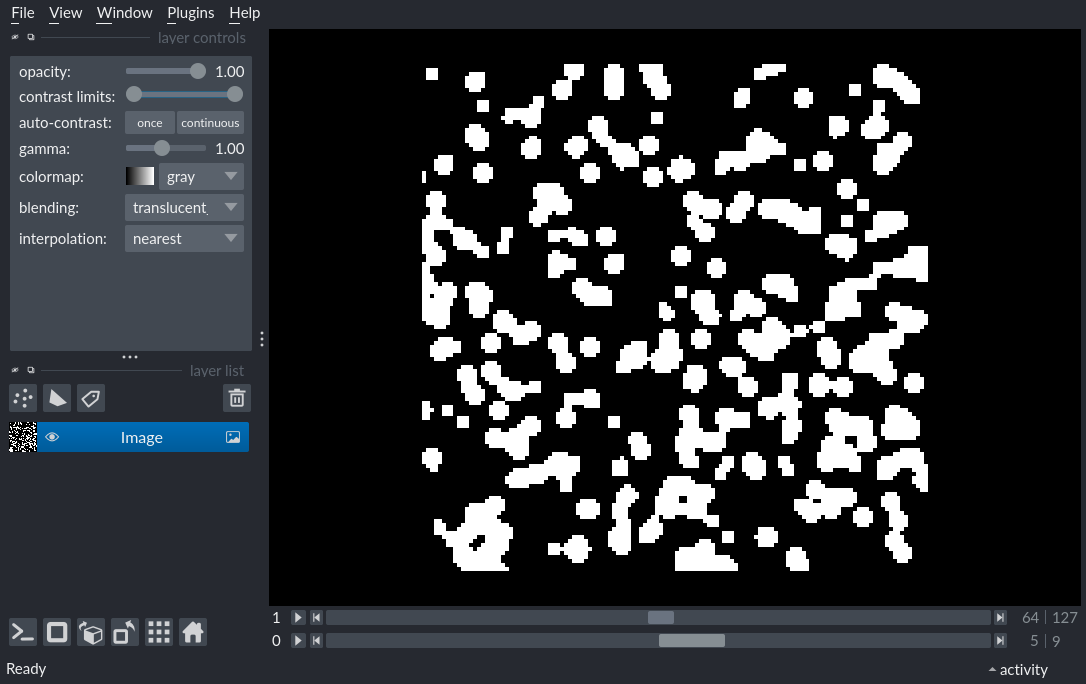 File View Window Plugins Help
layer controls
opacity: 1.00
contrast limits:
auto-contrast: once continuous
gamma: 1.00
colormap: gray
blending: translucent
interpolation: nearest
layer list
Image
1 64 127
0 5 9
Ready activity